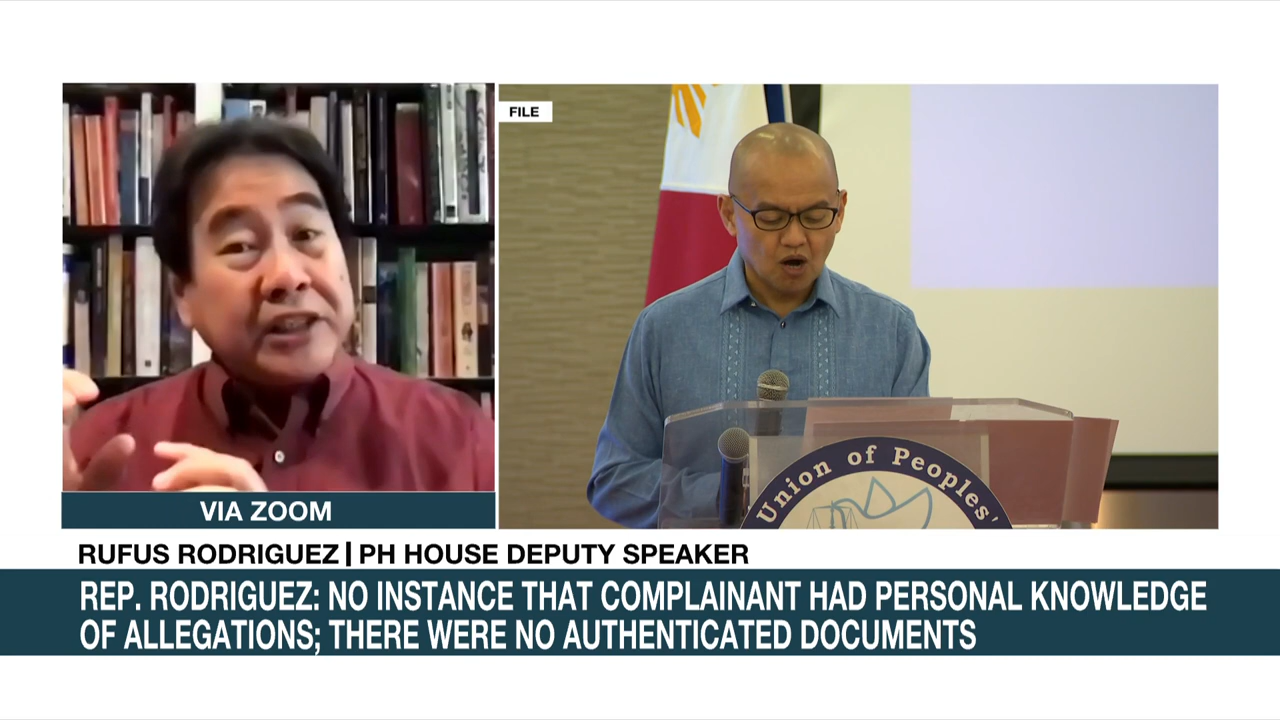 FILE
Union of Peoples'
VIA ZOOM
RUFUS RODRIGUEZ | PH HOUSE DEPUTY SPEAKER
REP. RODRIGUEZ: NO INSTANCE THAT COMPLAINANT HAD PERSONAL KNOWLEDGE
OF ALLEGATIONS; THERE WERE NO AUTHENTICATED DOCUMENTS